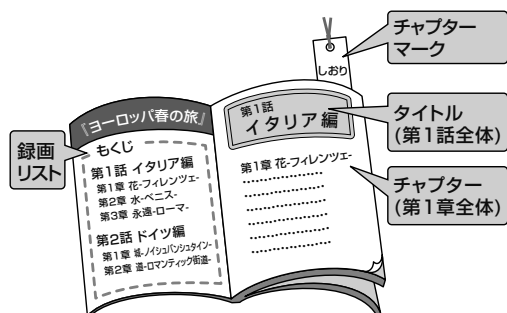 チャプター
マーク
しおり
『ヨーロッパ春の旅』
録画
リスト
もくじ
第1話 イタリア編
第1章 花-フィレンツェ-
第2章 水-ベニス-
第3章 永遠-ローマ-
第2話 ドイツ編
第1章 城-ノイシュバンシュタイン-
第2章 道-ロマンティック街道-
第1話
イタリア編
第1章 花-フィレンツェ-
タイトル
(第1話全体)
チャプター
(第1章全体)